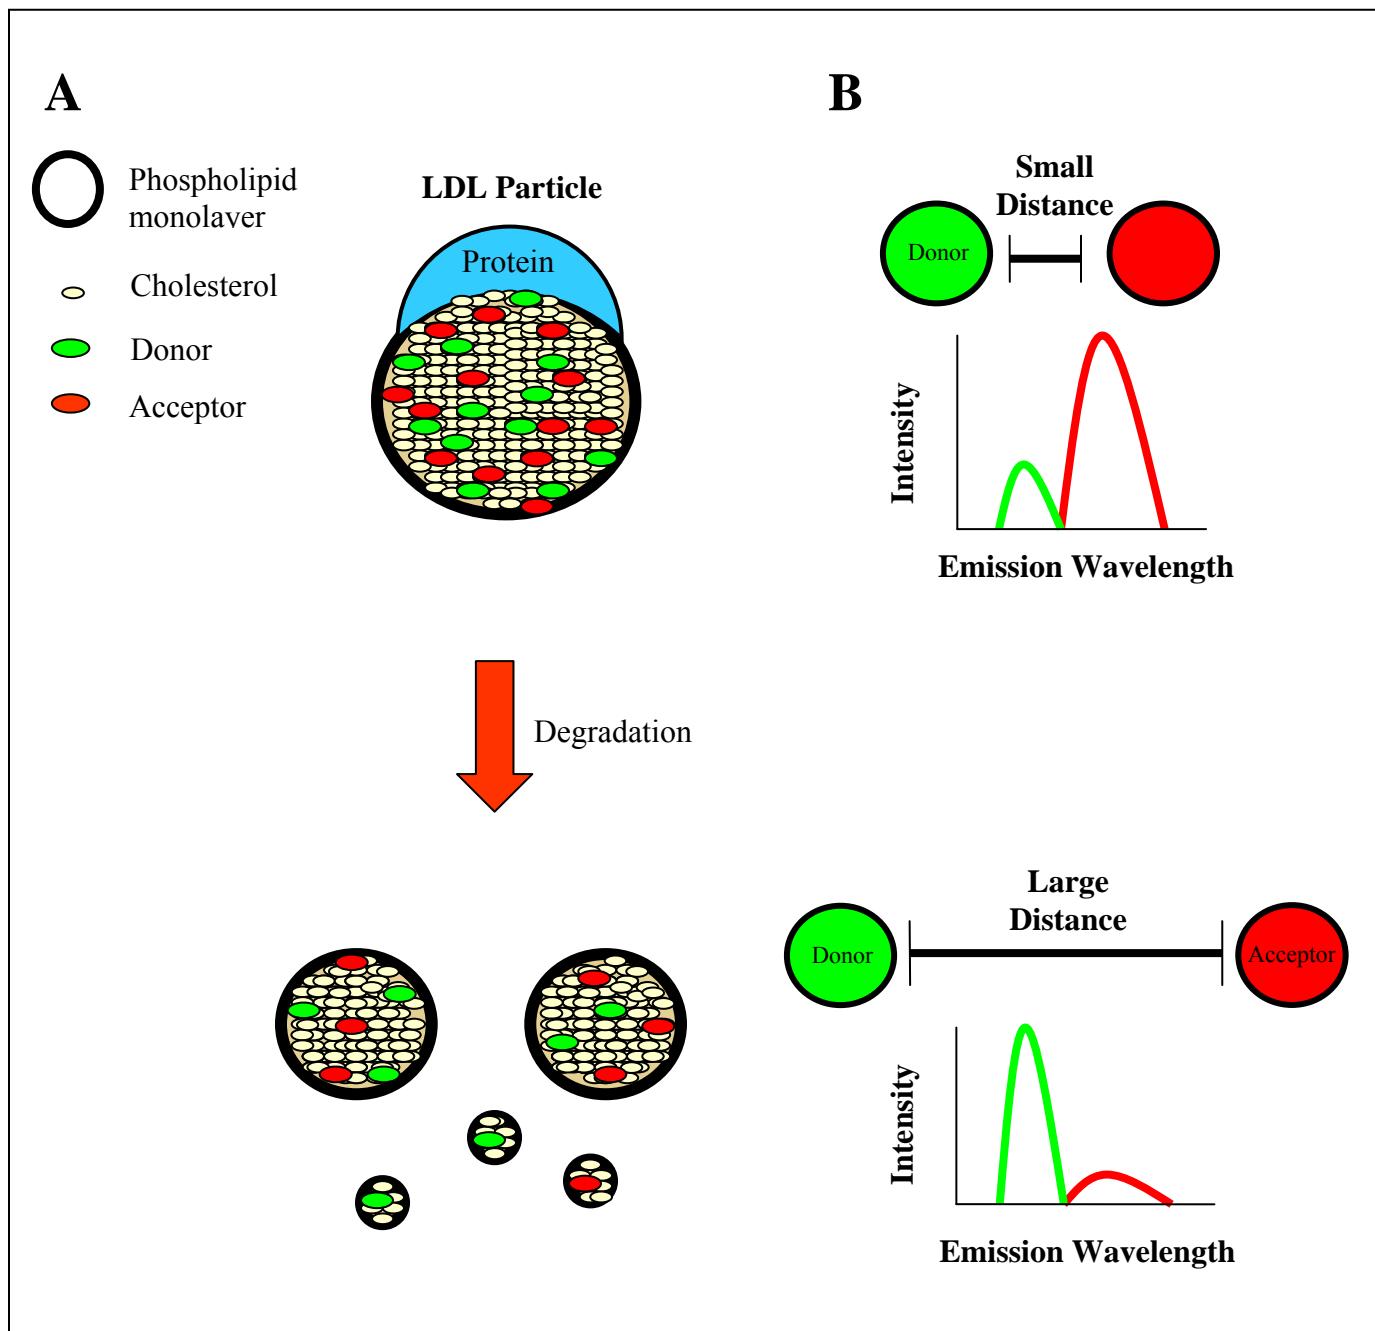 A
Phospholipid
monolaver
Cholesterol
Donor
Acceptor
LDL Particle
Protein
Degradation
B
Small
Distance
Donor
Intensity
Emission Wavelength
Large
Distance
Donor
Acceptor
Intensity
Emission Wavelength